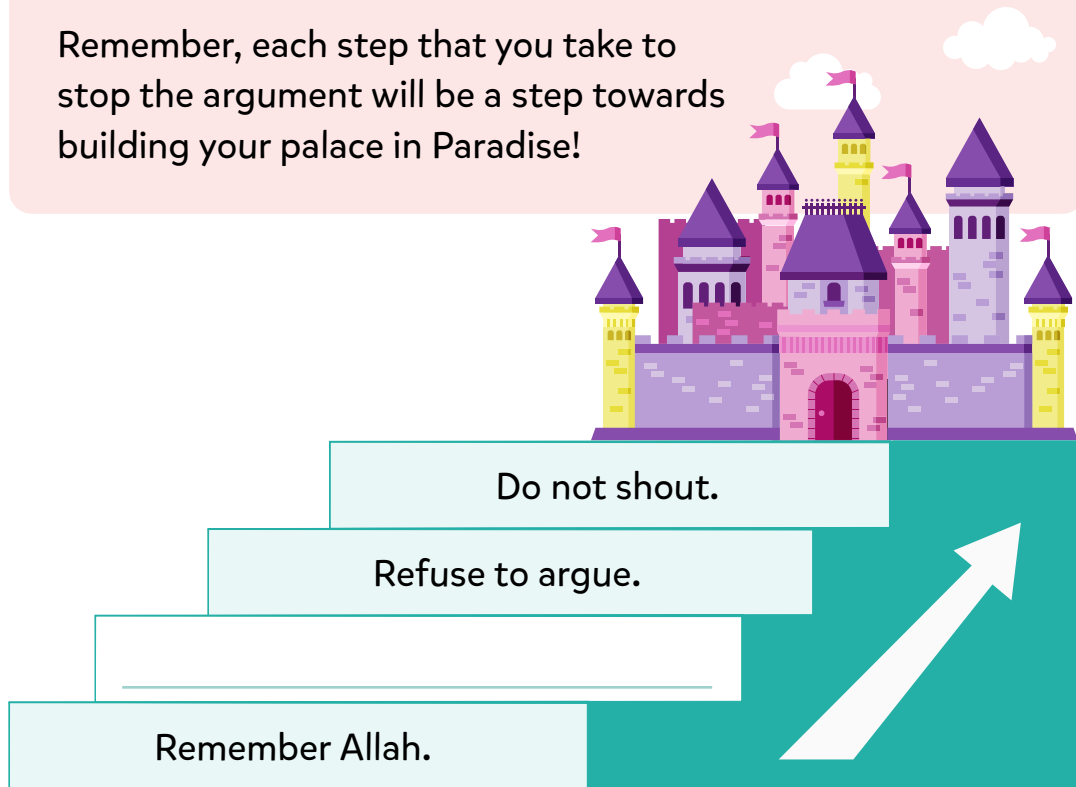 Remember, each step that you take to
stop the argument will be a step towards
building your palace in Paradise!
Do not shout.
Refuse to argue.
Remember Allah.